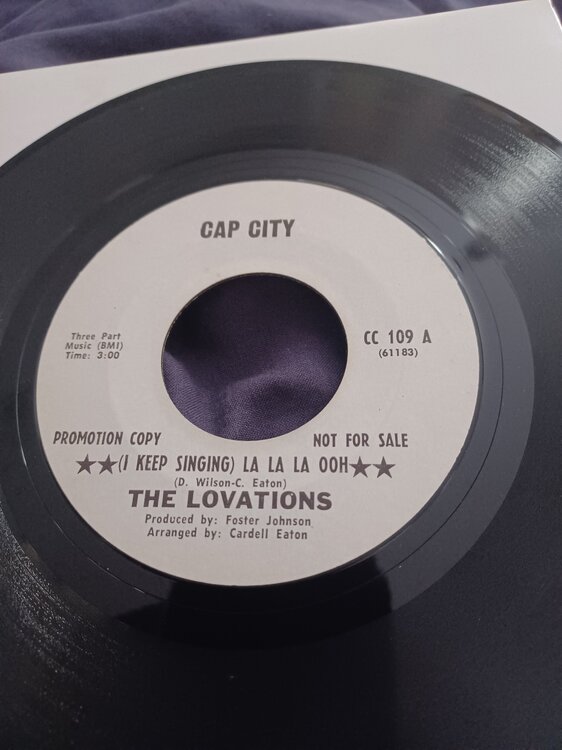 CAP CITY
Three Part
Music (BMI)
Time: 3:00
CC 109 A
(61183)
PROMOTION COPY
NOT FOR SALE
★★(I KEEP SINGING) LA LA LA OOH★★
(D. Wilson-C. Eaton)
THE LOVATIONS
Produced by: Foster Johnson
Arranged by: Cardell Eaton